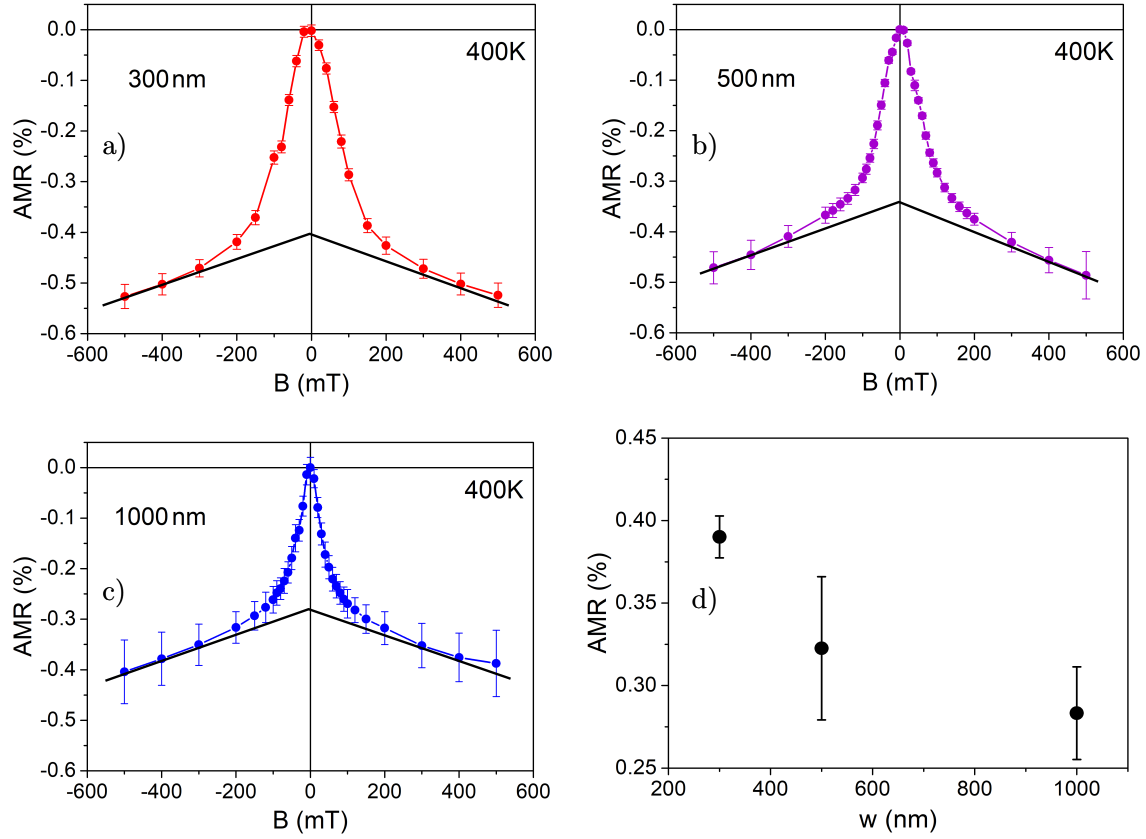 0.0
-0.1
-0.2
-0.3
-0.4
-0.5
-0.6
AMR (%)
300 nm
400K
a)
-600 -400 -200 0 200 400 600
B (mT)
0.0
-0.1
-0.2
-0.3
-0.4
-0.5
-0.6
AMR (%)
500 nm
400K
b)
-600 -400 -200 0 200 400 600
B (mT)
0.0
-0.1
-0.2
-0.3
-0.4
-0.5
-0.6
AMR (%)
1000 nm
400K
c)
-600 -400 -200 0 200 400 600
B (mT)
0.45
0.40
0.35
0.30
0.25
AMR (%)
d)
200 400 600 800 1000
w (nm)